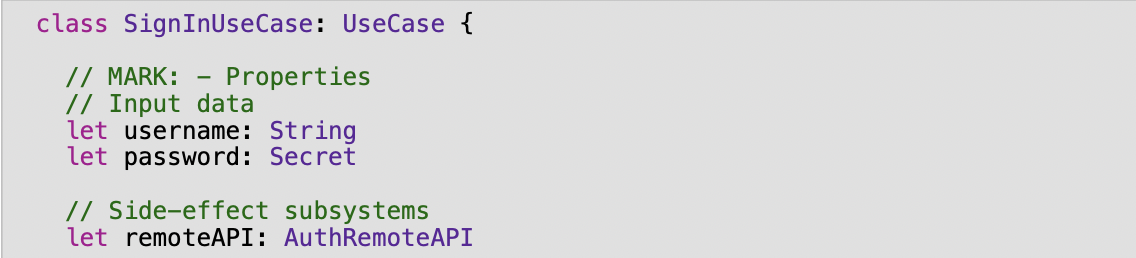 class SignInUseCase: UseCase {
// MARK: - Properties
// Input data
let username: String
let password: Secret
// Side-effect subsystems
let remoteAPI: AuthRemoteAPI